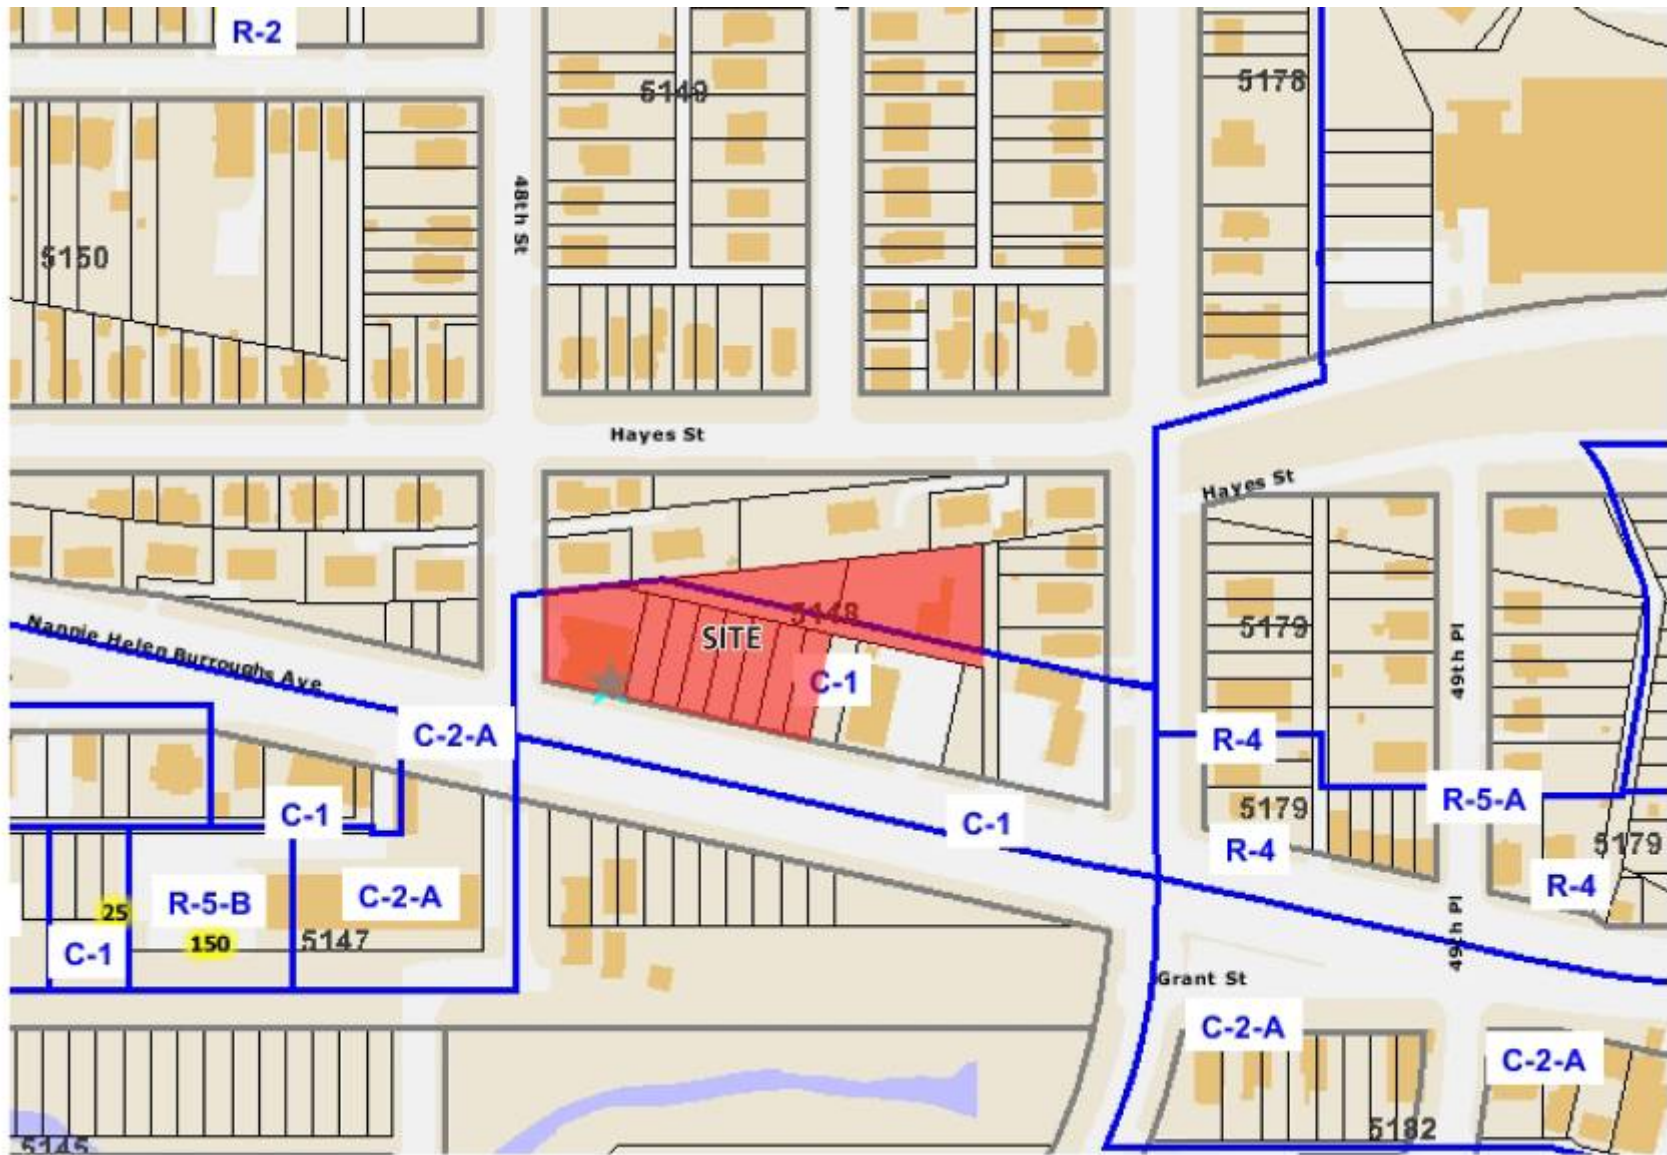 R-2
5149
5178
48th St
5150
Hayes St
Hayes St
5148
SITE
5179
Nannie Helen Burroughs Ave
49th Pl
C-1
C-2-A
R-4
R-5-A
C-1
C-1
5179
R-4
5179
R-4
25
R-5-B
C-2-A
150
5147
C-1
49th Pl
Grant St
C-2-A
C-2-A
5182
5145